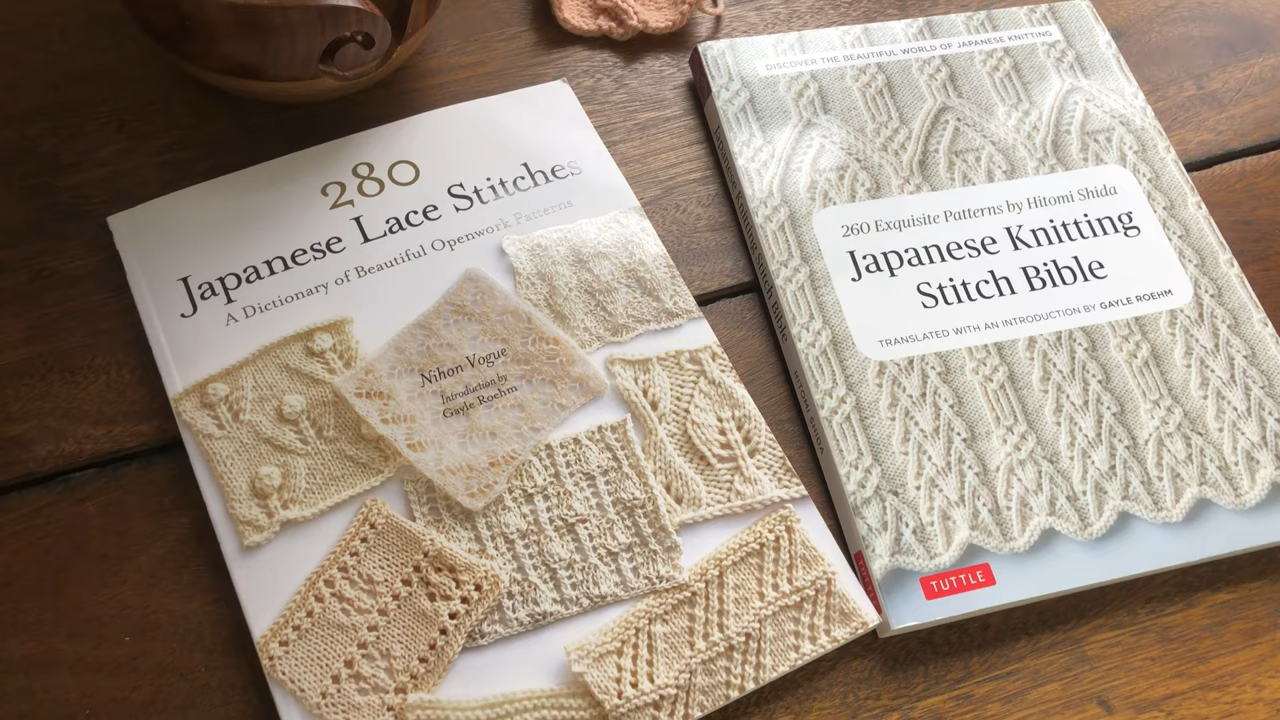 280
Japanese Lace Stitches
A Dictionary of Beautiful Openwork Patterns
Nihon Vogue
Introduction by
Gayle Roehm
DISCOVER THE BEAUTIFUL WORLD OF JAPANESE KNITTING
260 Exquisite Patterns by Hitomi Shida
Japanese Knitting
Stitch Bible
TRANSLATED WITH AN INTRODUCTION BY GAYLE ROEHM
TUTTLE
Japanese Knitting Stitch Bible
HITOMI SHIDA
TUTTLE